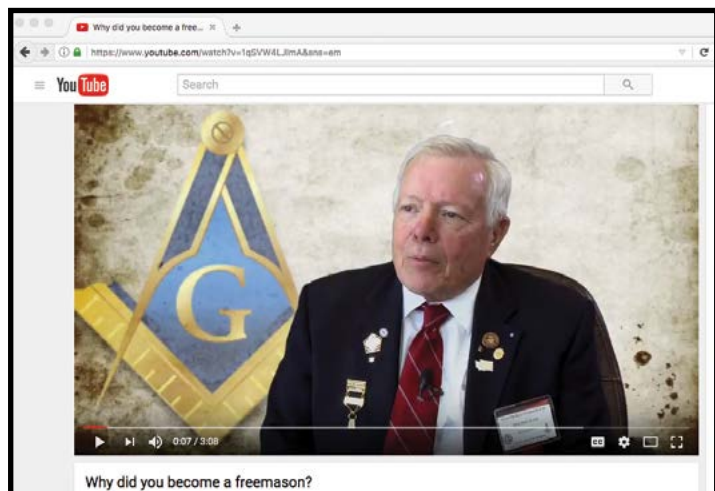 Why did you become a free...
https://www.youtube.com/watch?v=1qSVW4LJlmA&sns=em
YouTube
Search
G
0:07 / 3:08
CC
Why did you become a freemason?